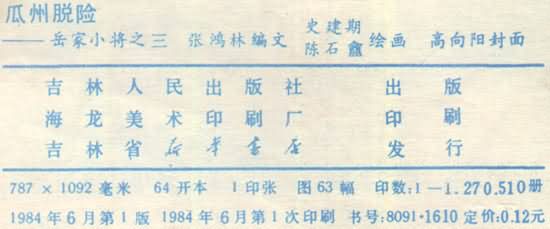 瓜州脱险
——岳家小将之三 张鸿林编文 史建期 陈石鑫绘画 高向阳封面
吉林人民出版社 出版
海龙美术印刷厂 印刷
吉林省新华书店 发行
787×1092毫米 64开本 1印张 图63幅 印数:1—1.270.510册
1984年6月第1版 1984年6月第1次印刷 书号:8091·1610 定价:0.12元